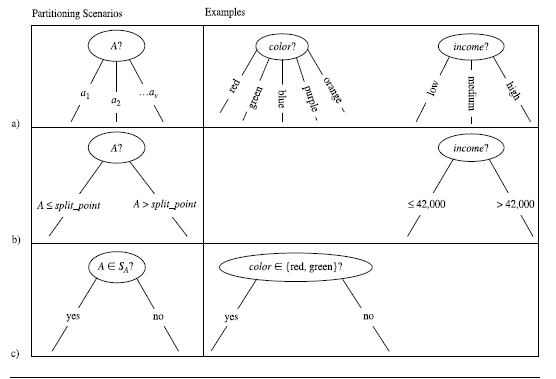 Partitioning Scenarios
Examples
A?
a1
a2
...av
color?
red
green
blue
purple
orange
income?
low
medium
high
a)
A?
A ≤ split_point
A > split_point
income?
≤ 42,000
> 42,000
b)
A ∈ SA?
yes
no
color ∈ {red, green}?
yes
no
c)